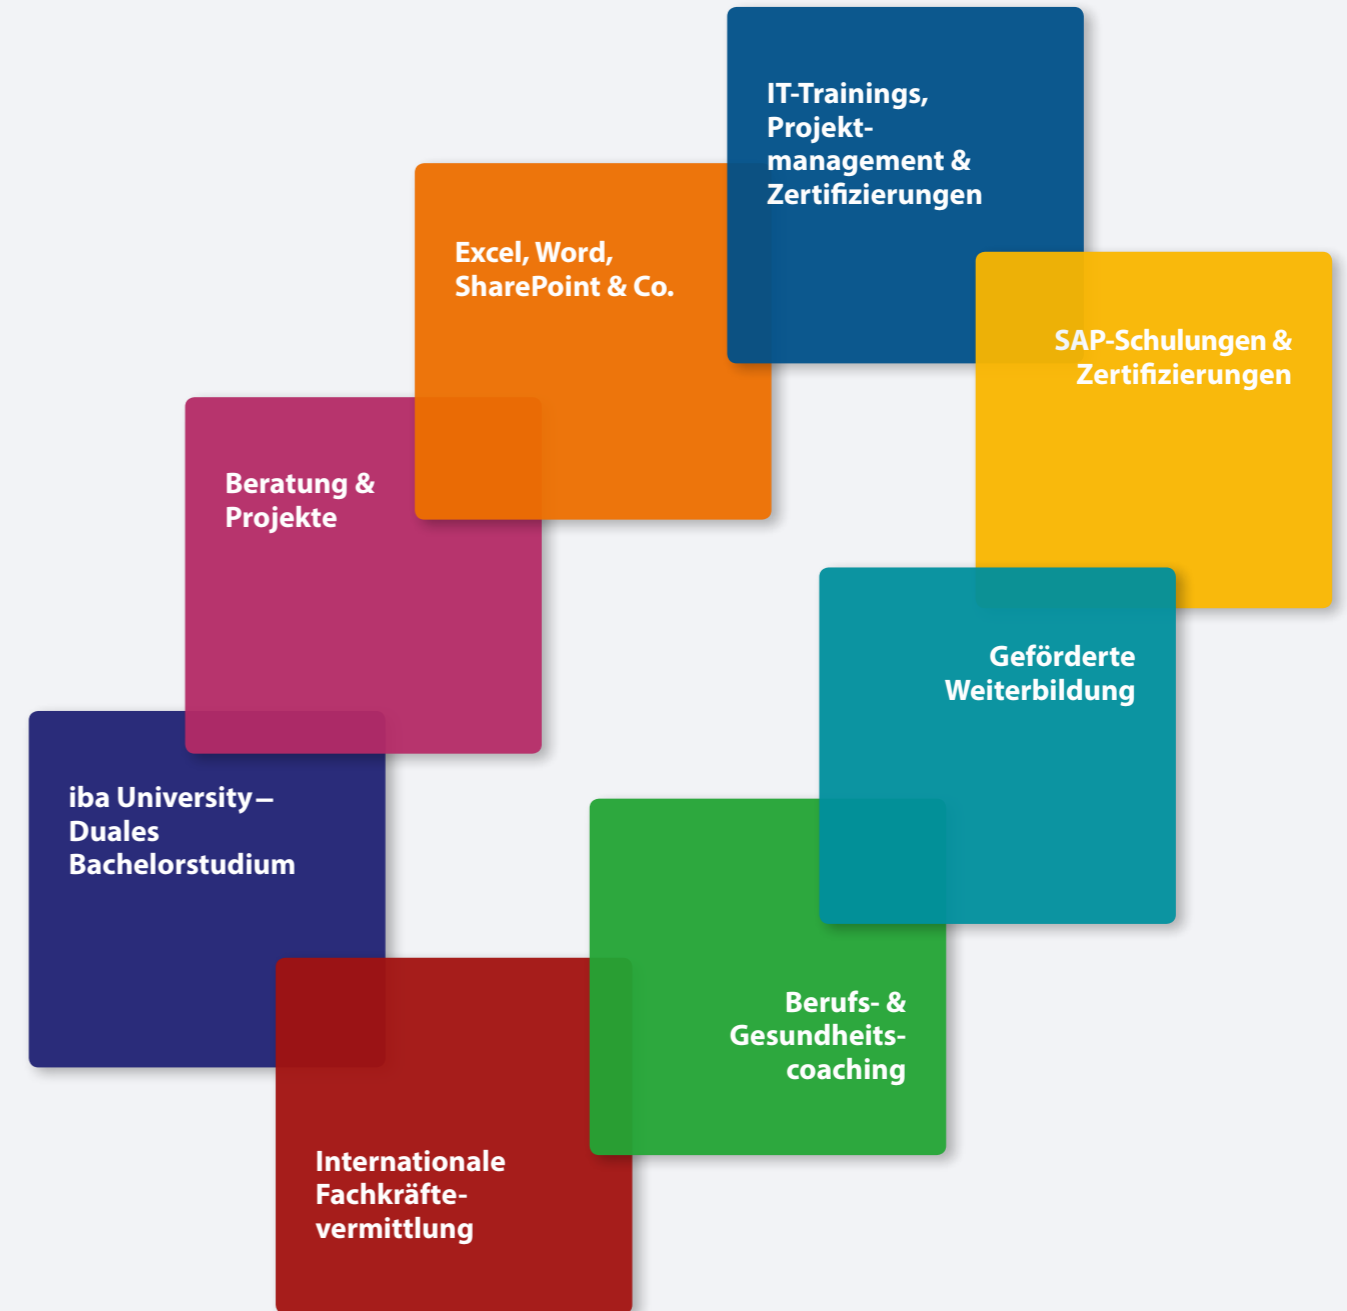 IT-Trainings,
Projekt-
management &
Zertifizierungen
Excel, Word,
SharePoint & Co.
SAP-Schulungen &
Zertifizierungen
Beratung &
Projekte
Geförderte
Weiterbildung
iba University –
Duales
Bachelorstudium
Berufs- &
Gesundheits-
coaching
Internationale
Fachkräfte-
vermittlung